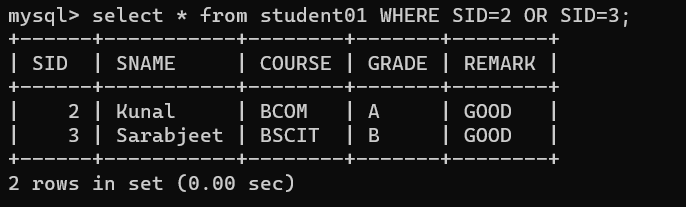 mysql> select * from student01 WHERE SID=2 OR SID=3;
+------+-----------+--------+-------+--------+
| SID  | SNAME     | COURSE | GRADE | REMARK |
+------+-----------+--------+-------+--------+
|    2 | Kunal     | BCOM   | A     | GOOD   |
|    3 | Sarabjeet | BSCIT  | B     | GOOD   |
+------+-----------+--------+-------+--------+
2 rows in set (0.00 sec)